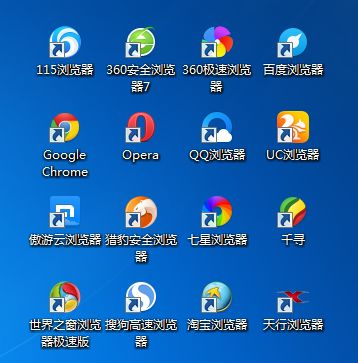 115浏览器
360安全浏览
器7
360极速浏览
器
百度浏览器
Google
Chrome
Opera
QQ浏览器
UC浏览器
傲游云浏览器
猎豹安全浏览
器
七星浏览器
千寻
世界之窗浏览
器极速版
搜狗高速浏览
器
淘宝浏览器
天行浏览器